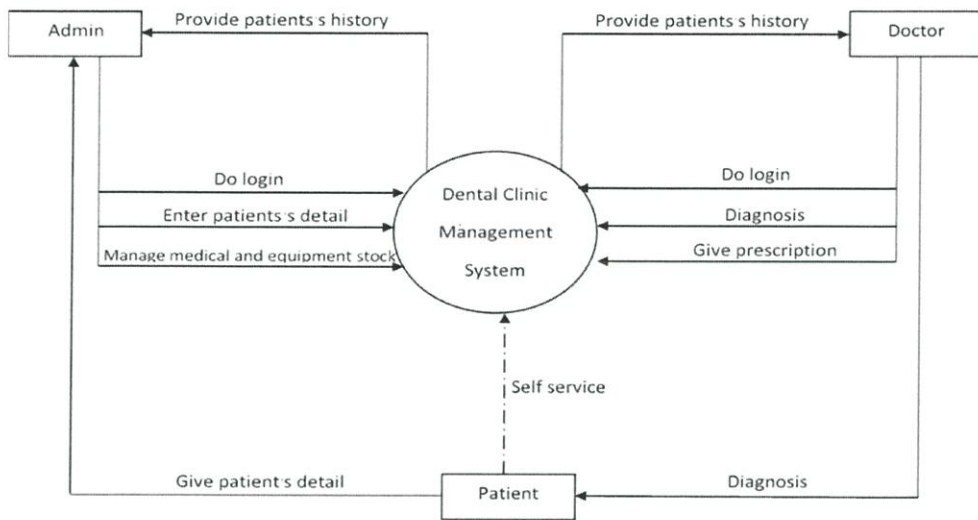 Provide patients s history
Provide patients s history
Admin
Doctor
Do login
Do login
Enter patients s detail
Diagnosis
Manage medical and equipment stock
Give prescription
Dental Clinic
Management
System
Self service
Give patient s detail
Patient
Diagnosis